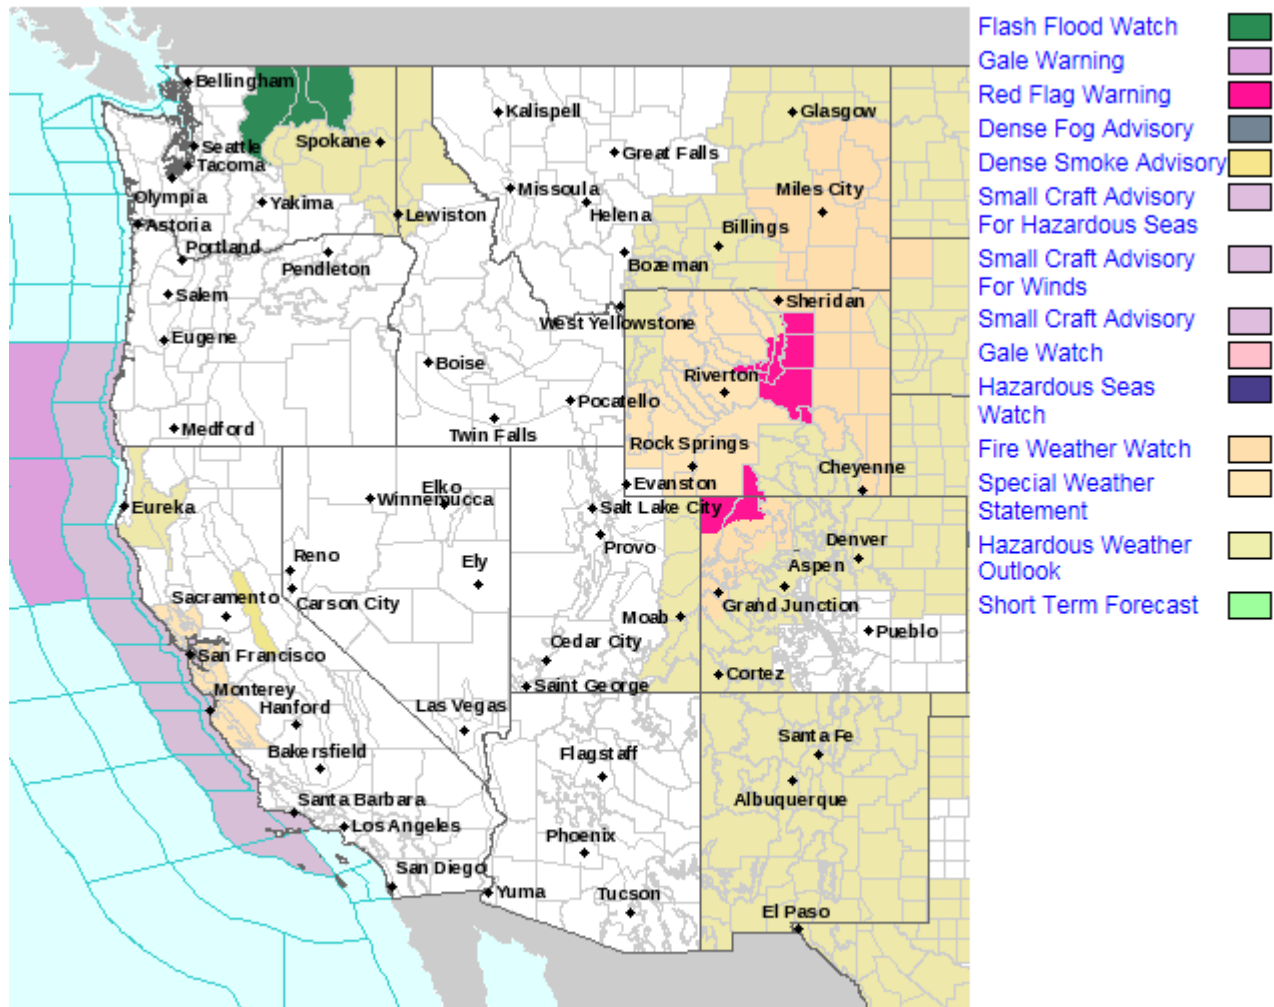 Flash Flood Watch
Gale Warning
Red Flag Warning
Dense Fog Advisory
Dense Smoke Advisory
Small Craft Advisory
For Hazardous Seas
Small Craft Advisory
For Winds
Small Craft Advisory
Gale Watch
Hazardous Seas
Watch
Fire Weather Watch
Special Weather
Statement
Hazardous Weather
Outlook
Short Term Forecast
Bellingham
Kalispell
Glasgow
Seattle
Spokane
Great Falls
Tacoma
Olympia
Missoula
Miles City
Yakima
Lewiston
Helena
Astoria
Billings
Portland
Pendleton
Bozeman
Salem
Sheridan
West Yellowstone
Eugene
Boise
Riverton
Pocatello
Medford
Twin Falls
Rock Springs
Cheyenne
Elko
Evanston
Winnemucca
Eureka
Salt Lake City
Provo
Denver
Reno
Ely
Aspen
Sacramento
Carson City
Grand Junction
Moab
Pueblo
Cedar City
San Francisco
Cortez
Saint George
Monterey
Hanford
Las Vegas
Santa Fe
Bakersfield
Flagstaff
Albuquerque
Santa Barbara
Los Angeles
Phoenix
San Diego
Yuma
Tucson
El Paso